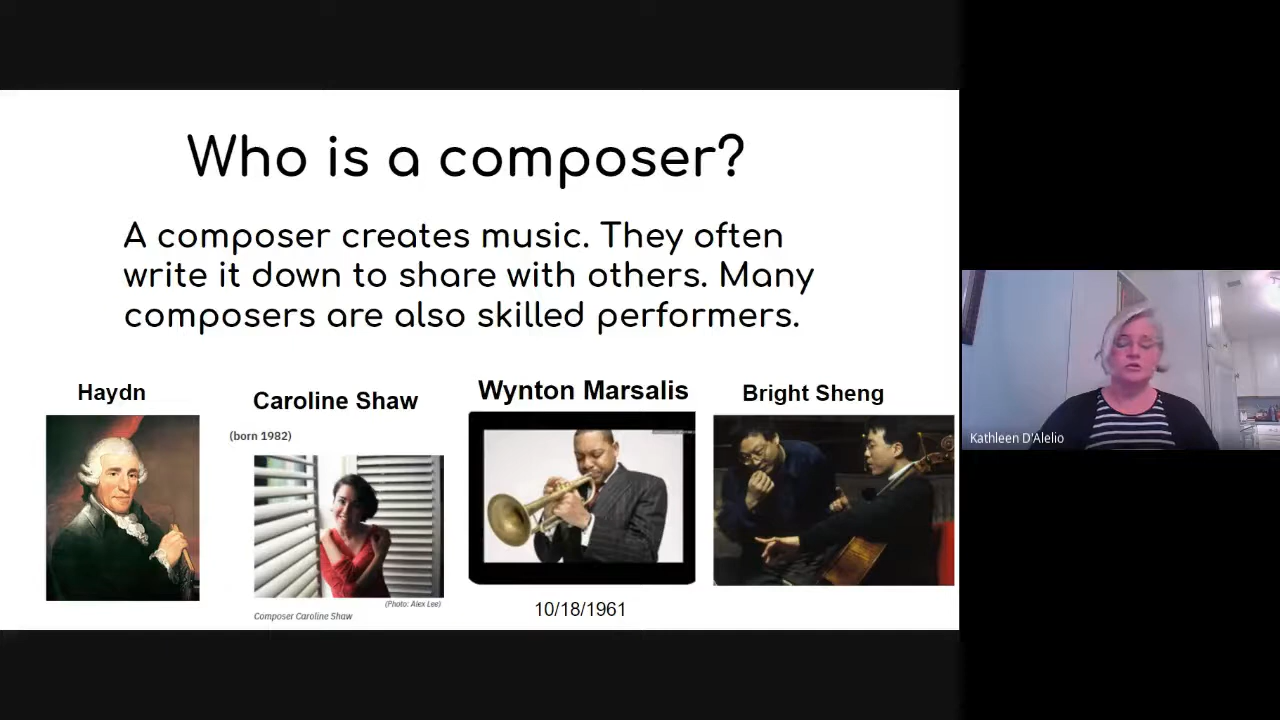 Who is a composer?
A composer creates music. They often
write it down to share with others. Many
composers are also skilled performers.
Haydn
Caroline Shaw
(born 1982)
(Photo: Alex Lee)
Composer Caroline Shaw
Wynton Marsalis
10/18/1961
Bright Sheng
Kathleen D'Alelio